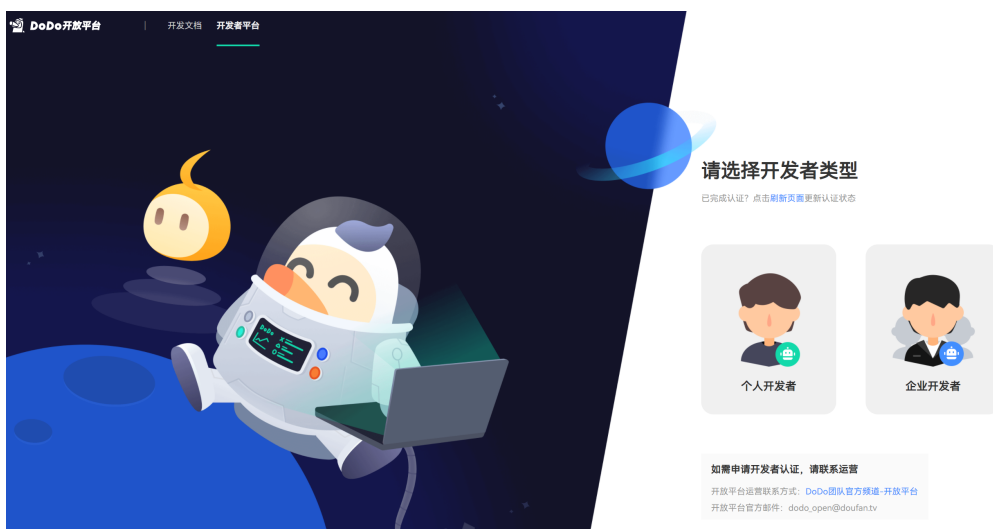 DoDo开放平台
开发文档 开发者平台
请选择开发者类型
已完成认证？点击刷新页面更新认证状态
DoDo
个人开发者
企业开发者
如需申请开发者认证，请联系运营
开放平台运营联系方式：DoDo团队官方频道-开放平台
开放平台官方邮件：dodo_open@doufan.tv